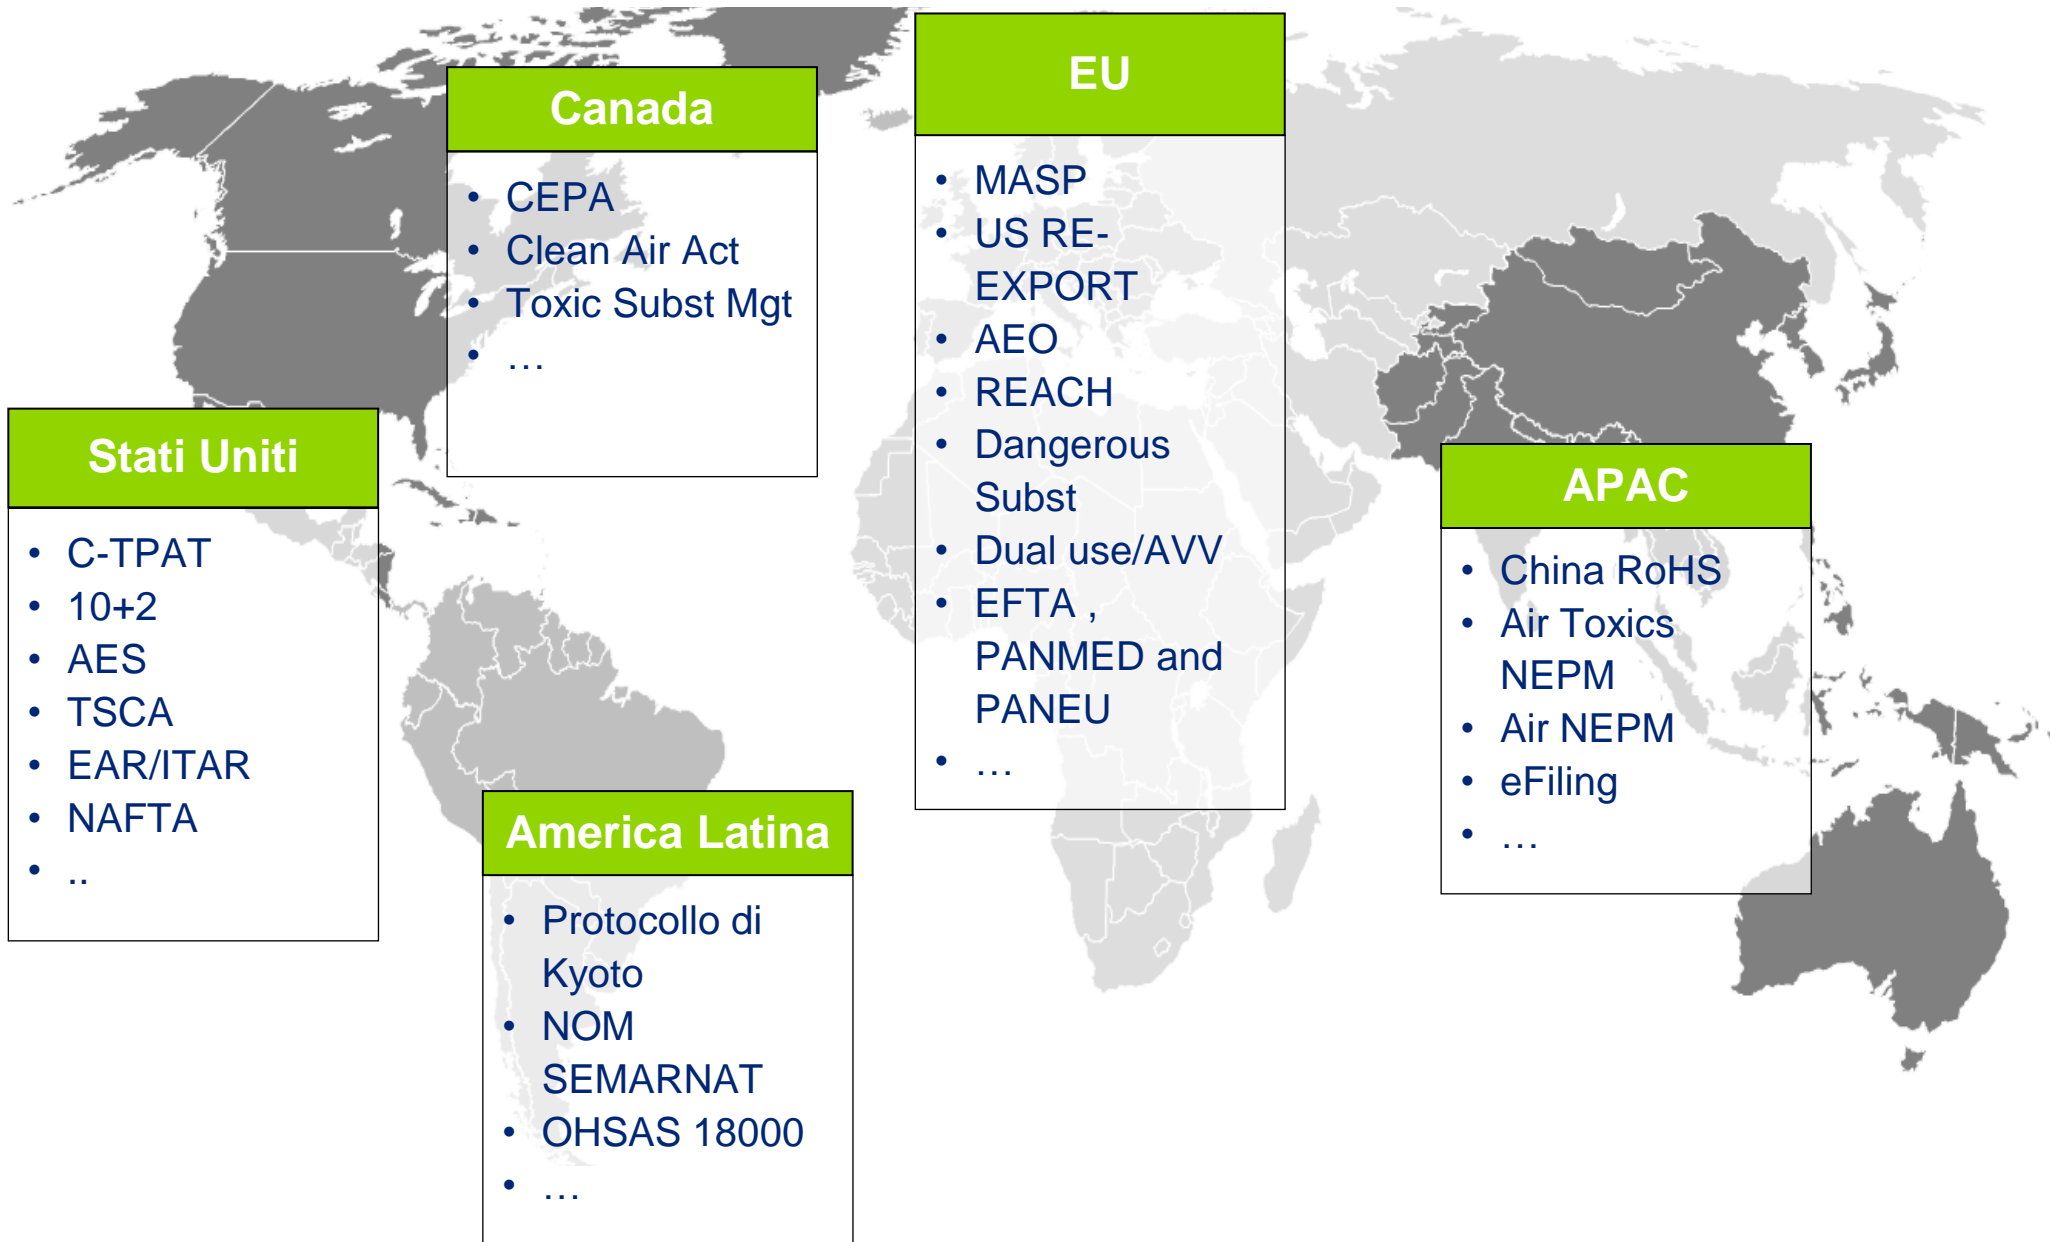 Canada
• CEPA
• Clean Air Act
• Toxic Subst Mgt
• …
EU
• MASP
• US RE-
EXPORT
• AEO
• REACH
• Dangerous
Subst
• Dual use/AVV
• EFTA ,
PANMED and
PANEU
• …
Stati Uniti
• C-TPAT
• 10+2
• AES
• TSCA
• EAR/ITAR
• NAFTA
• ..
APAC
• China RoHS
• Air Toxics
NEPM
• Air NEPM
• eFiling
• …
America Latina
• Protocollo di
Kyoto
• NOM
SEMARNAT
• OHSAS 18000
• …